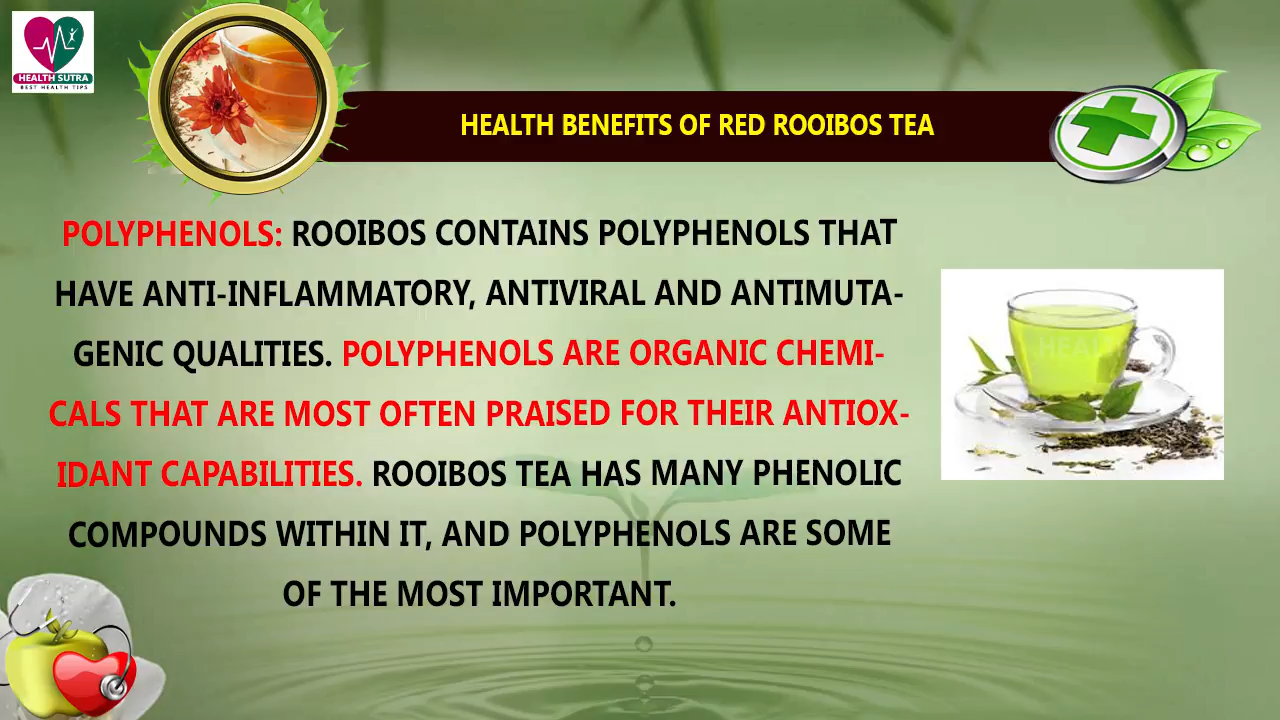 HEALTH SUTRA
BEST HEALTH TIPS
HEALTH BENEFITS OF RED ROOIBOS TEA
POLYPHENOLS: ROOIBOS CONTAINS POLYPHENOLS THAT
HAVE ANTI-INFLAMMATORY, ANTIVIRAL AND ANTIMUTA-
GENIC QUALITIES. POLYPHENOLS ARE ORGANIC CHEMI-
CALS THAT ARE MOST OFTEN PRAISED FOR THEIR ANTIOX-
IDANT CAPABILITIES. ROOIBOS TEA HAS MANY PHENOLIC
COMPOUNDS WITHIN IT, AND POLYPHENOLS ARE SOME
OF THE MOST IMPORTANT.